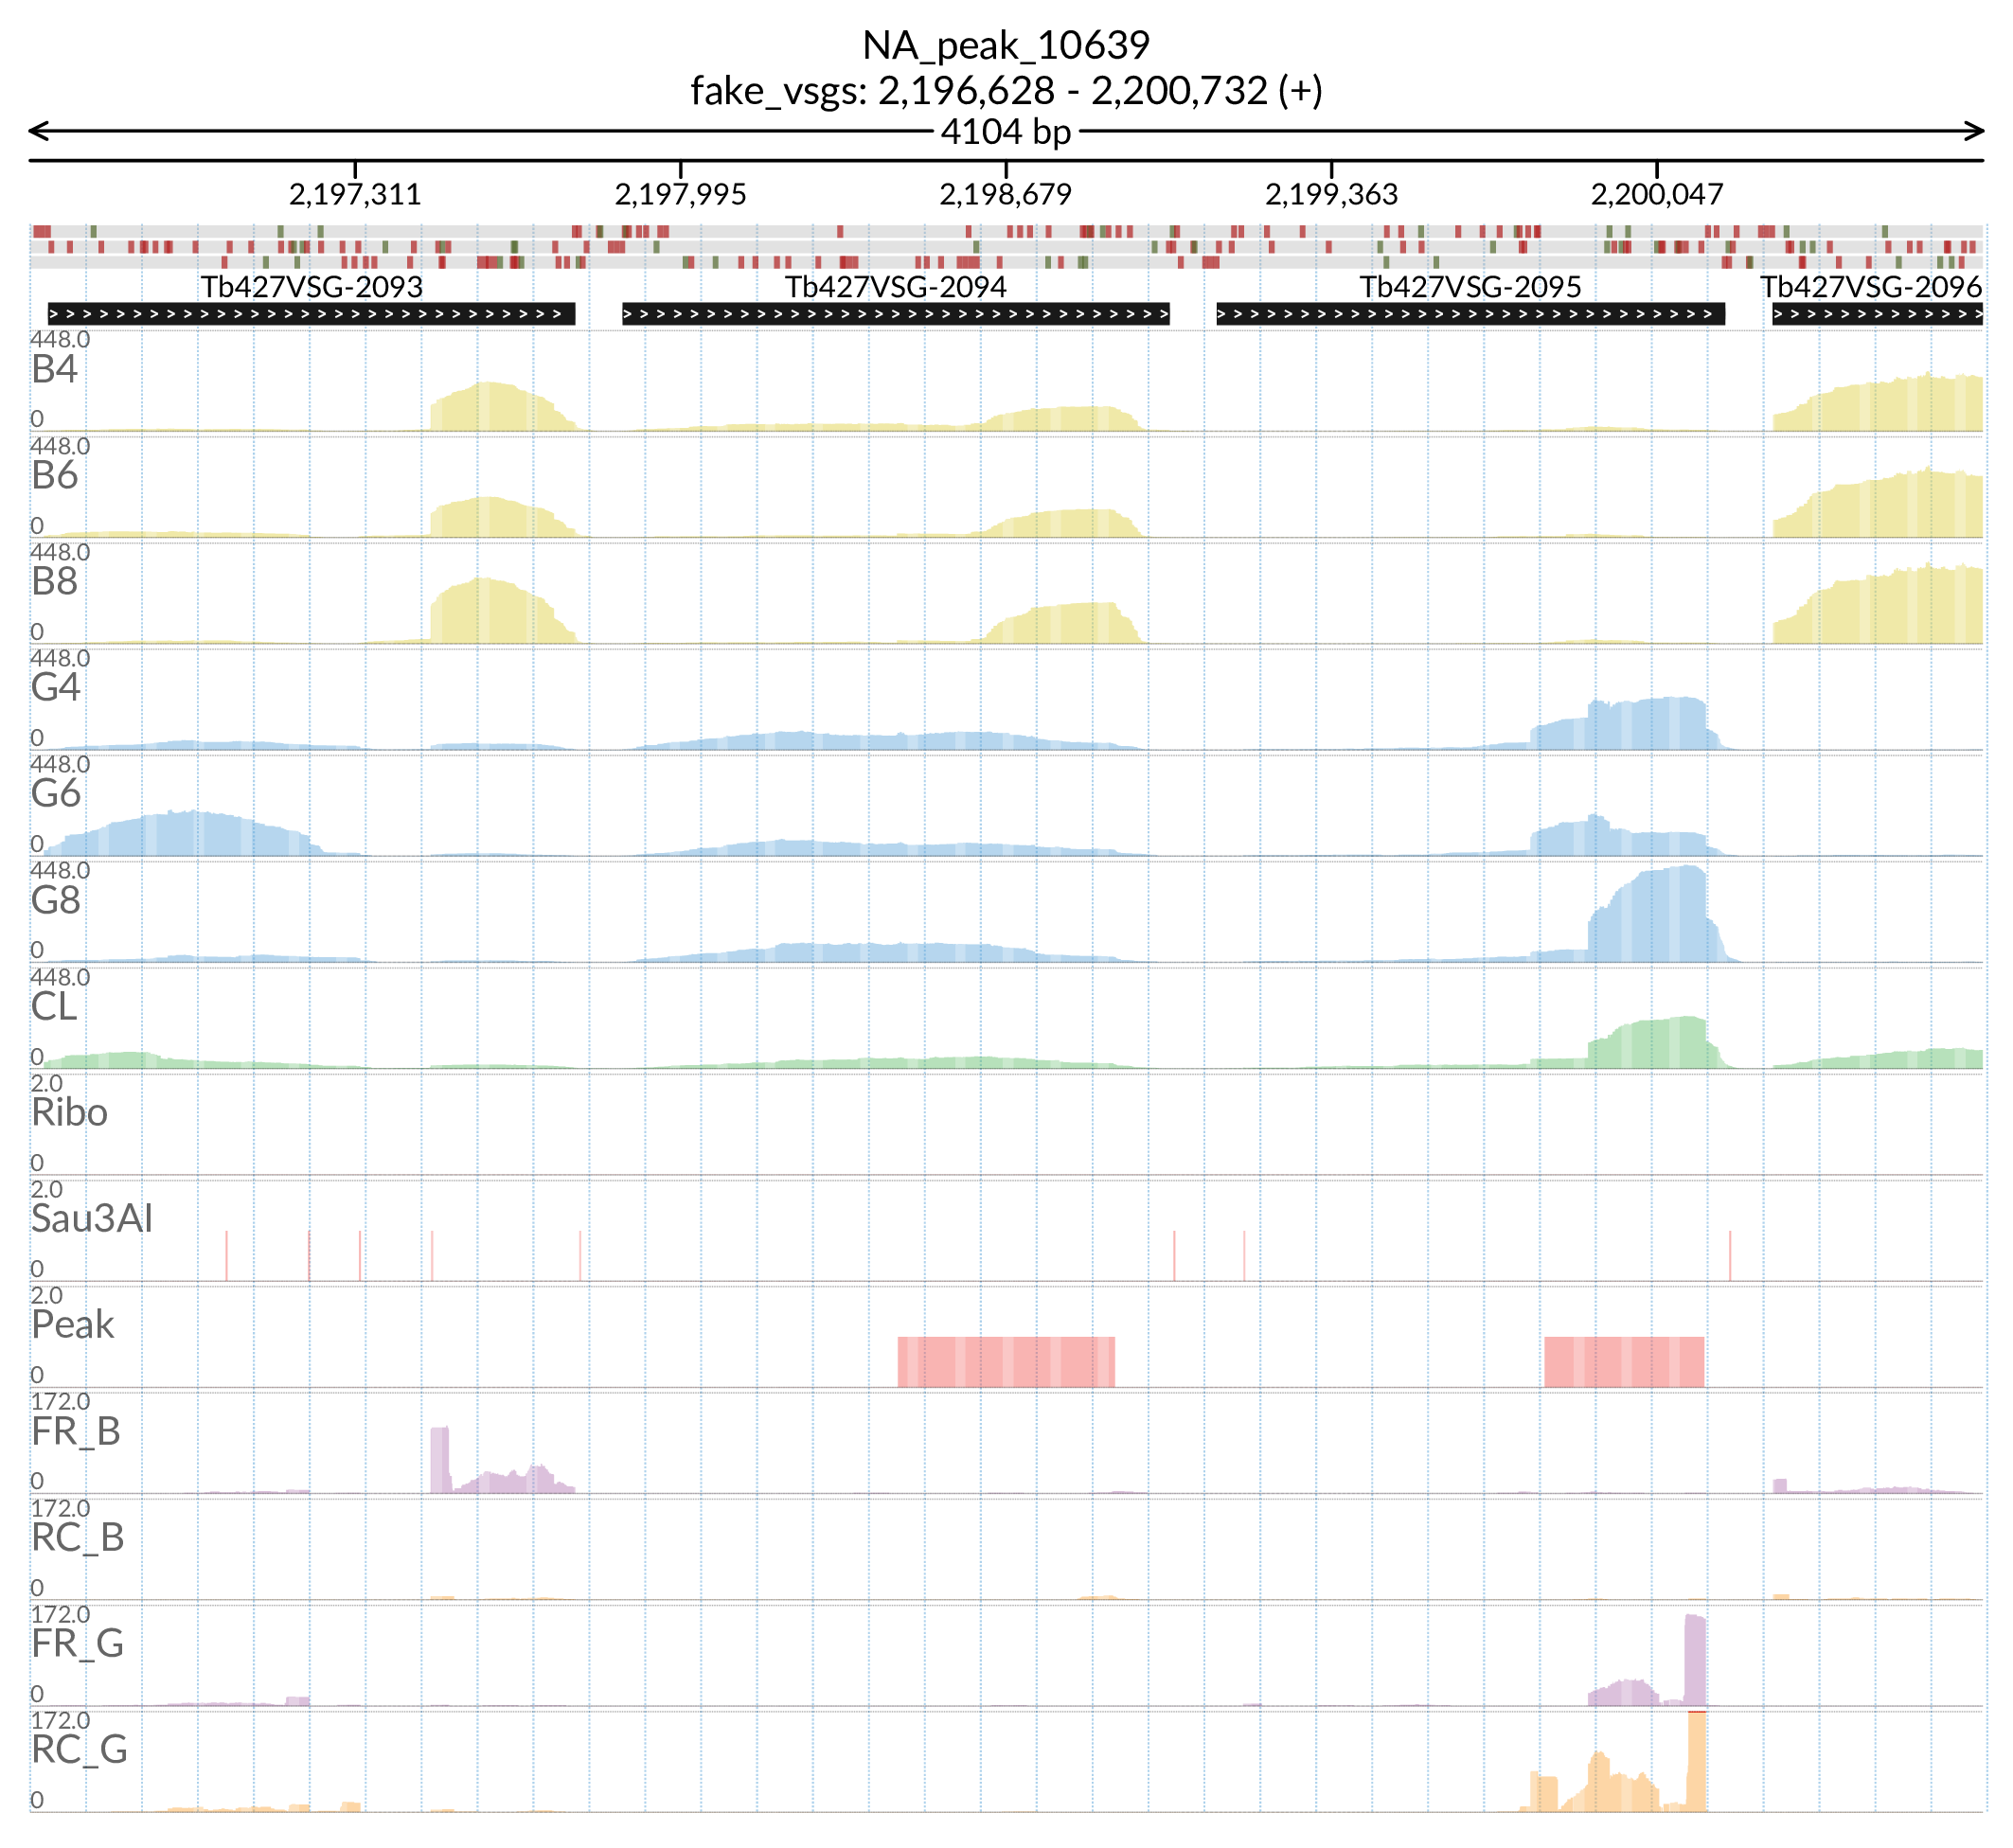 NA_peak_10639
fake_vsgs: 2,196,628 - 2,200,732 (+)
4104 bp
2,197,311 2,197,995 2,198,679 2,199,363 2,200,047
Tb427VSG-2093 Tb427VSG-2094 Tb427VSG-2095 Tb427VSG-2096
448.0
B4
0
448.0
B6
0
448.0
B8
0
448.0
G4
0
448.0
G6
0
448.0
G8
0
448.0
CL
0
2.0
Ribo
0
2.0
Sau3AI
0
2.0
Peak
0
172.0
FR_B
0
172.0
RC_B
0
172.0
FR_G
0
172.0
RC_G
0